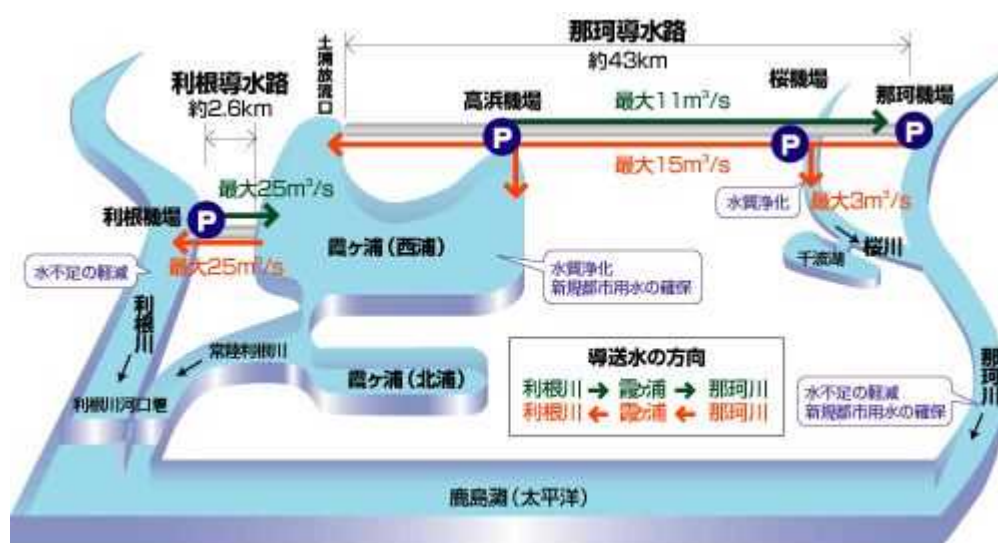 那珂導水路
約43km
土浦放流口
利根導水路
約2.6km
高浜機場
最大11m³/s
桜機場
那珂機場
P
P
P
最大15m³/s
最大25m³/s
水質浄化
最大3m³/s
利根機場
P
霞ヶ浦(西浦)
桜川
千波湖
最大25m³/s
水不足の軽減
水質浄化
新規都市用水の確保
利根川
常陸利根川
霞ヶ浦(北浦)
導送水の方向
利根川→霞ヶ浦→那珂川
利根川←霞ヶ浦←那珂川
那珂川
水不足の軽減
新規都市用水の確保
利根川河口堰
鹿島灘(太平洋)